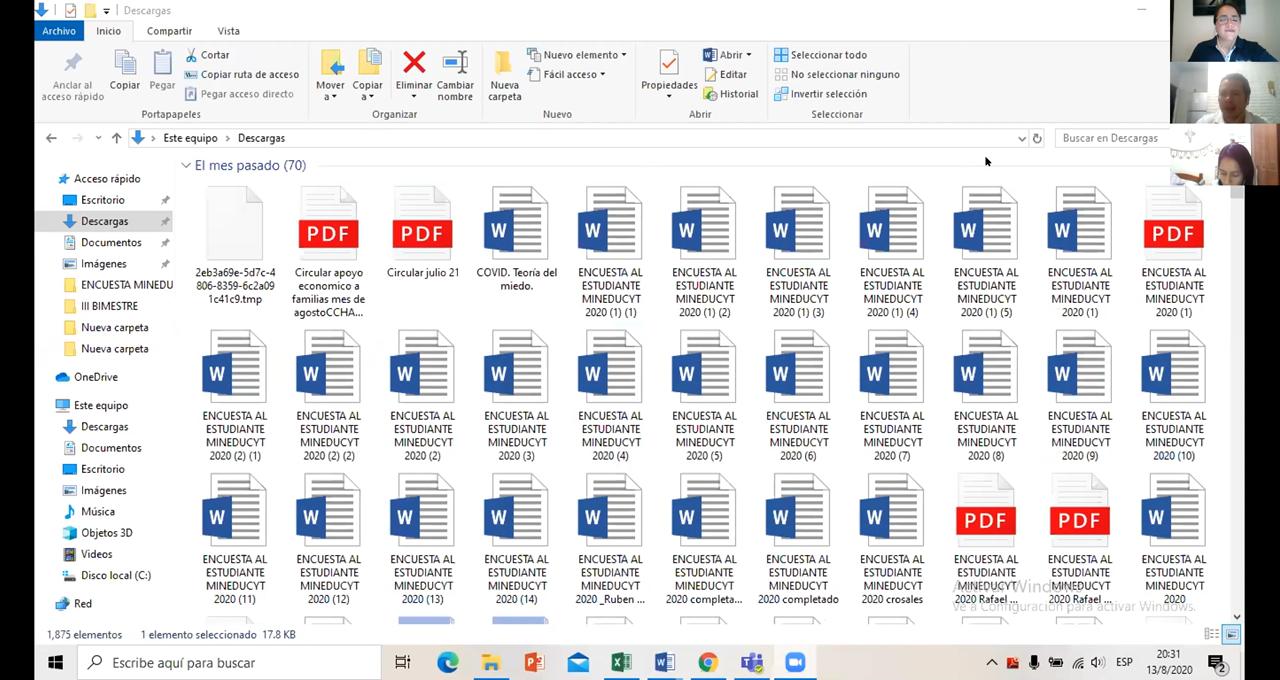 Descargas
Archivo Inicio Compartir Vista
Anclar al acceso rápido
Copiar
Pegar
Cortar
Copiar ruta de acceso
Pegar acceso directo
Portapapeles
Mover a
Copiar a
Eliminar
Cambiar nombre
Organizar
Nueva carpeta
Nuevo elemento
Fácil acceso
Nuevo
Propiedades
Abrir
Editar
Historial
Abrir
Seleccionar todo
No seleccionar ninguno
Invertir selección
Seleccionar
Este equipo > Descargas
Buscar en Descargas
Acceso rápido
Escritorio
Descargas
Documentos
Imágenes
ENCUESTA MINEDU
III BIMESTRE
Nueva carpeta
Nueva carpeta
OneDrive
Este equipo
Descargas
Documentos
Escritorio
Imágenes
Música
Objetos 3D
Videos
Disco local (C:)
Red
El mes pasado (70)
2eb3a69e-5d7c-4806-8359-6c2a091c41c9.tmp
PDF
Circular apoyo economico a familias mes de agostoCCHA...
PDF
Circular julio 21
W
COVID. Teoría del miedo.
W
ENCUESTA AL ESTUDIANTE MINEDUCYT 2020 (1) (1)
W
ENCUESTA AL ESTUDIANTE MINEDUCYT 2020 (1) (2)
W
ENCUESTA AL ESTUDIANTE MINEDUCYT 2020 (1) (3)
W
ENCUESTA AL ESTUDIANTE MINEDUCYT 2020 (1) (4)
W
ENCUESTA AL ESTUDIANTE MINEDUCYT 2020 (1) (5)
W
ENCUESTA AL ESTUDIANTE MINEDUCYT 2020 (1)
PDF
ENCUESTA AL ESTUDIANTE MINEDUCYT 2020 (1)
W
ENCUESTA AL ESTUDIANTE MINEDUCYT 2020 (2) (1)
W
ENCUESTA AL ESTUDIANTE MINEDUCYT 2020 (2) (2)
W
ENCUESTA AL ESTUDIANTE MINEDUCYT 2020 (2)
W
ENCUESTA AL ESTUDIANTE MINEDUCYT 2020 (3)
W
ENCUESTA AL ESTUDIANTE MINEDUCYT 2020 (4)
W
ENCUESTA AL ESTUDIANTE MINEDUCYT 2020 (5)
W
ENCUESTA AL ESTUDIANTE MINEDUCYT 2020 (6)
W
ENCUESTA AL ESTUDIANTE MINEDUCYT 2020 (7)
W
ENCUESTA AL ESTUDIANTE MINEDUCYT 2020 (8)
W
ENCUESTA AL ESTUDIANTE MINEDUCYT 2020 (9)
W
ENCUESTA AL ESTUDIANTE MINEDUCYT 2020 (10)
W
ENCUESTA AL ESTUDIANTE MINEDUCYT 2020 (11)
W
ENCUESTA AL ESTUDIANTE MINEDUCYT 2020 (12)
W
ENCUESTA AL ESTUDIANTE MINEDUCYT 2020 (13)
W
ENCUESTA AL ESTUDIANTE MINEDUCYT 2020 (14)
W
ENCUESTA AL ESTUDIANTE MINEDUCYT 2020 _Ruben ...
W
ENCUESTA AL ESTUDIANTE MINEDUCYT 2020 completa...
W
ENCUESTA AL ESTUDIANTE MINEDUCYT 2020 completado
W
ENCUESTA AL ESTUDIANTE MINEDUCYT 2020 crosales
PDF
ENCUESTA AL ESTUDIANTE MINEDUCYT 2020 Rafael ...
PDF
ENCUESTA AL ESTUDIANTE MINEDUCYT 2020 Rafael ...
W
ENCUESTA AL ESTUDIANTE MINEDUCYT 2020
Activar Windows
Ve a Configuración para activar Windows.
1,875 elementos 1 elemento seleccionado 17.8 KB
Escribe aquí para buscar
ESP
20:31
13/8/2020
2